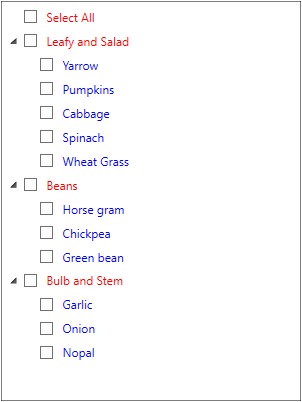 Select All
Leafy and Salad
Yarrow
Pumpkins
Cabbage
Spinach
Wheat Grass
Beans
Horse gram
Chickpea
Green bean
Bulb and Stem
Garlic
Onion
Nopal